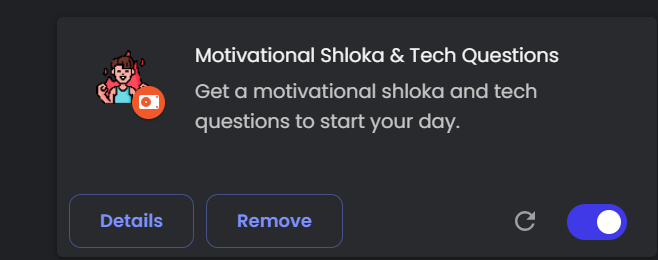 Motivational Shloka & Tech Questions
Get a motivational shloka and tech
questions to start your day.
Details
Remove